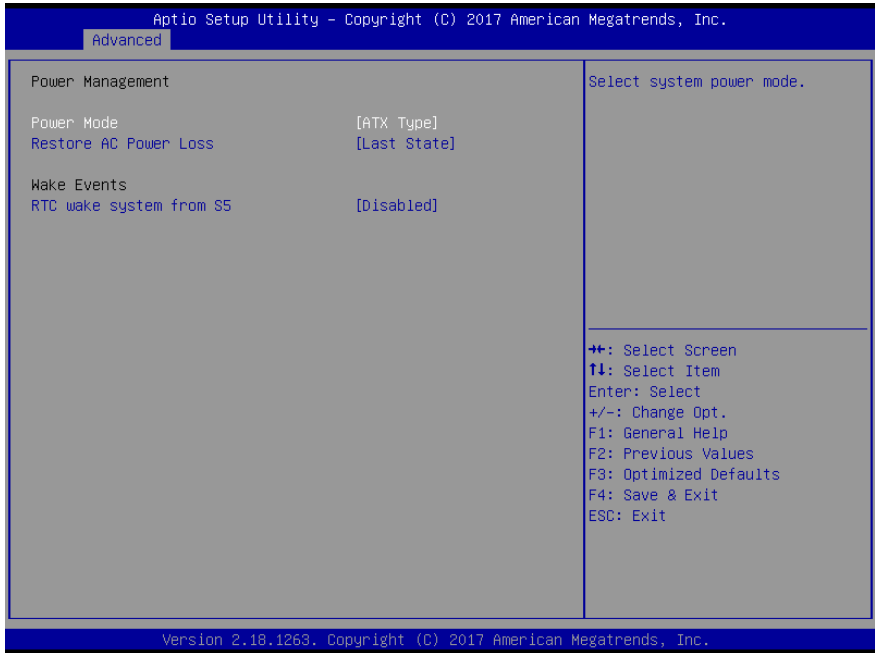 Aptio Setup Utility – Copyright (C) 2017 American Megatrends, Inc.
Advanced
Power Management
Power Mode [ATX Type]
Restore AC Power Loss [Last State]
Wake Events
RTC wake system from S5 [Disabled]
Select system power mode.
→←: Select Screen
↑↓: Select Item
Enter: Select
+/-: Change Opt.
F1: General Help
F2: Previous Values
F3: Optimized Defaults
F4: Save & Exit
ESC: Exit
Version 2.18.1263. Copyright (C) 2017 American Megatrends, Inc.